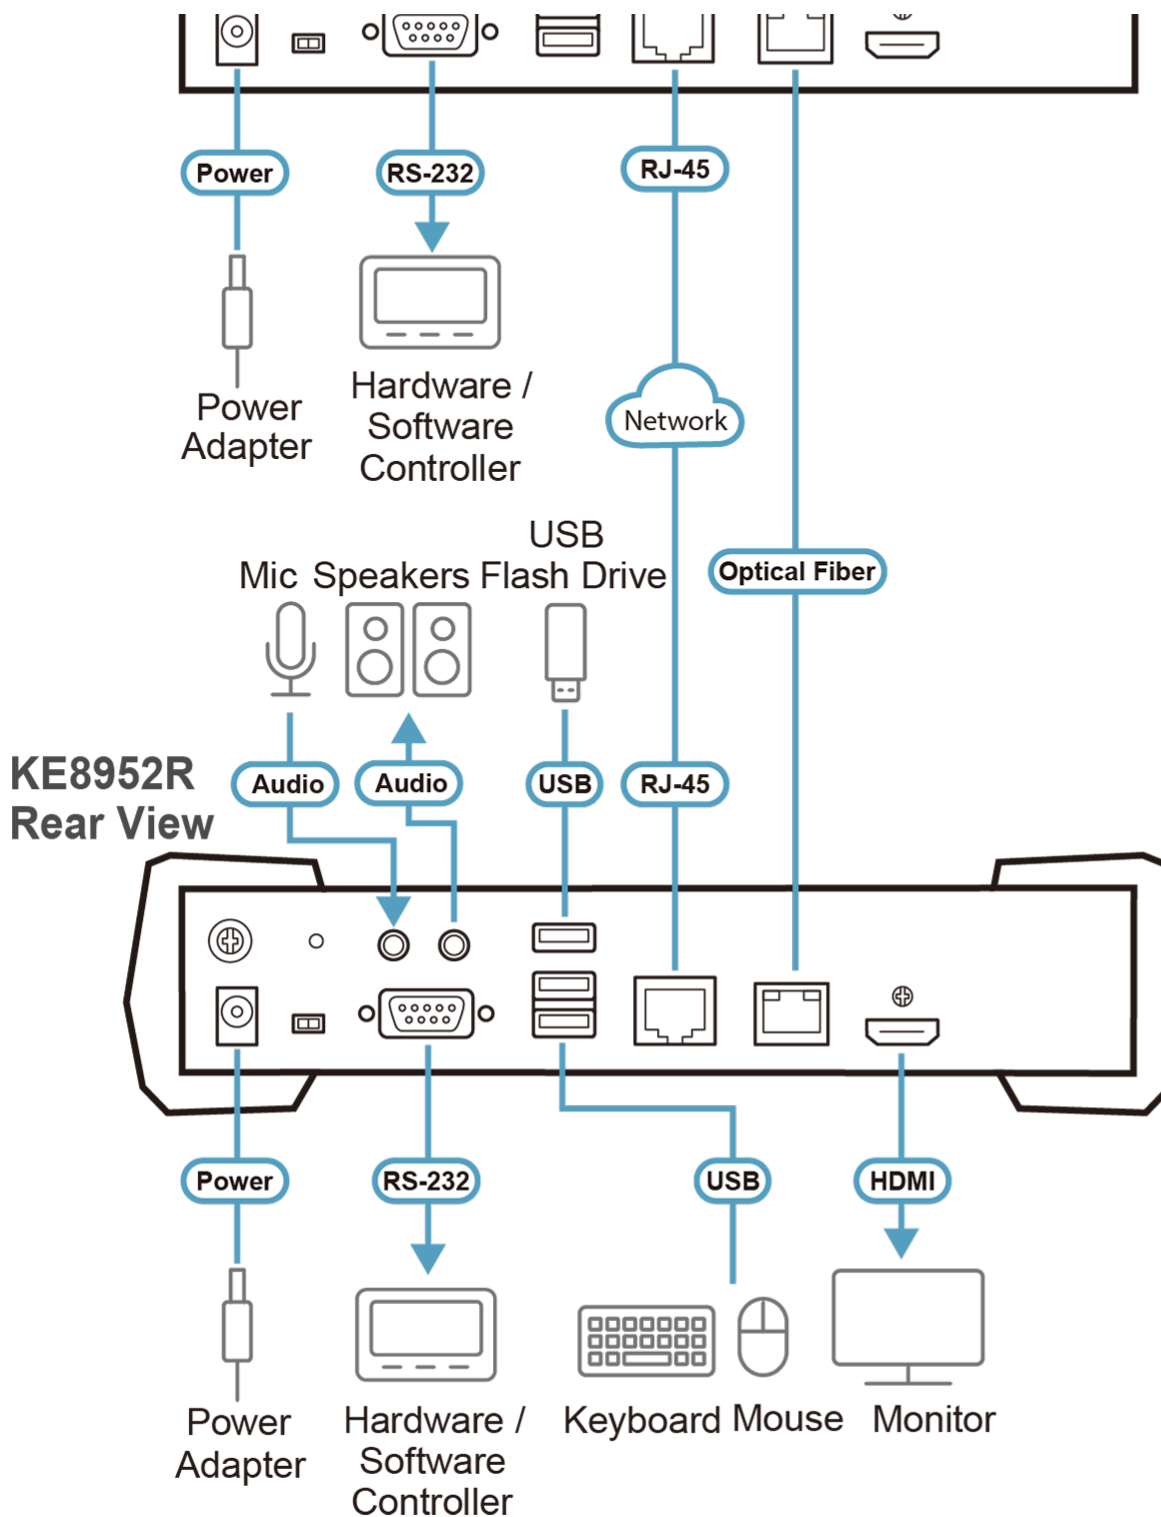 Power
RS-232
RJ-45
Power
Adapter
Hardware /
Software
Controller
Network
USB
Mic Speakers Flash Drive
Optical Fiber
KE8952R
Rear View
Audio
Audio
USB
RJ-45
Power
RS-232
USB
HDMI
Power
Adapter
Hardware /
Software
Controller
Keyboard
Mouse
Monitor